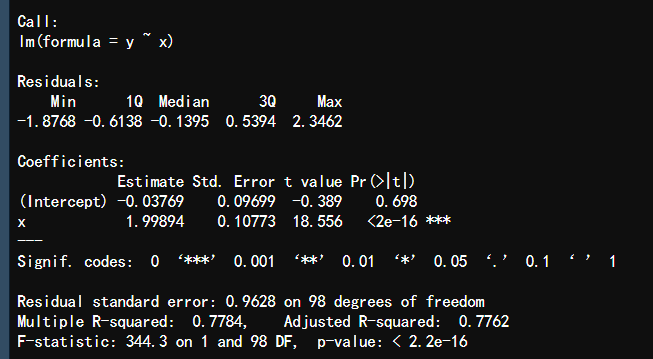 Call:
lm(formula = y ~ x)
Residuals:
Min 1Q Median 3Q Max
-1.8768 -0.6138 -0.1395 0.5394 2.3462
Coefficients:
Estimate Std. Error t value Pr(>|t|)
(Intercept) -0.03769 0.09699 -0.389 0.698
x 1.99894 0.10773 18.556 <2e-16 ***
---
Signif. codes: 0 ‘***’ 0.001 ‘**’ 0.01 ‘*’ 0.05 ‘.’ 0.1 ‘ ’ 1
Residual standard error: 0.9628 on 98 degrees of freedom
Multiple R-squared: 0.7784, Adjusted R-squared: 0.7762
F-statistic: 344.3 on 1 and 98 DF, p-value: < 2.2e-16